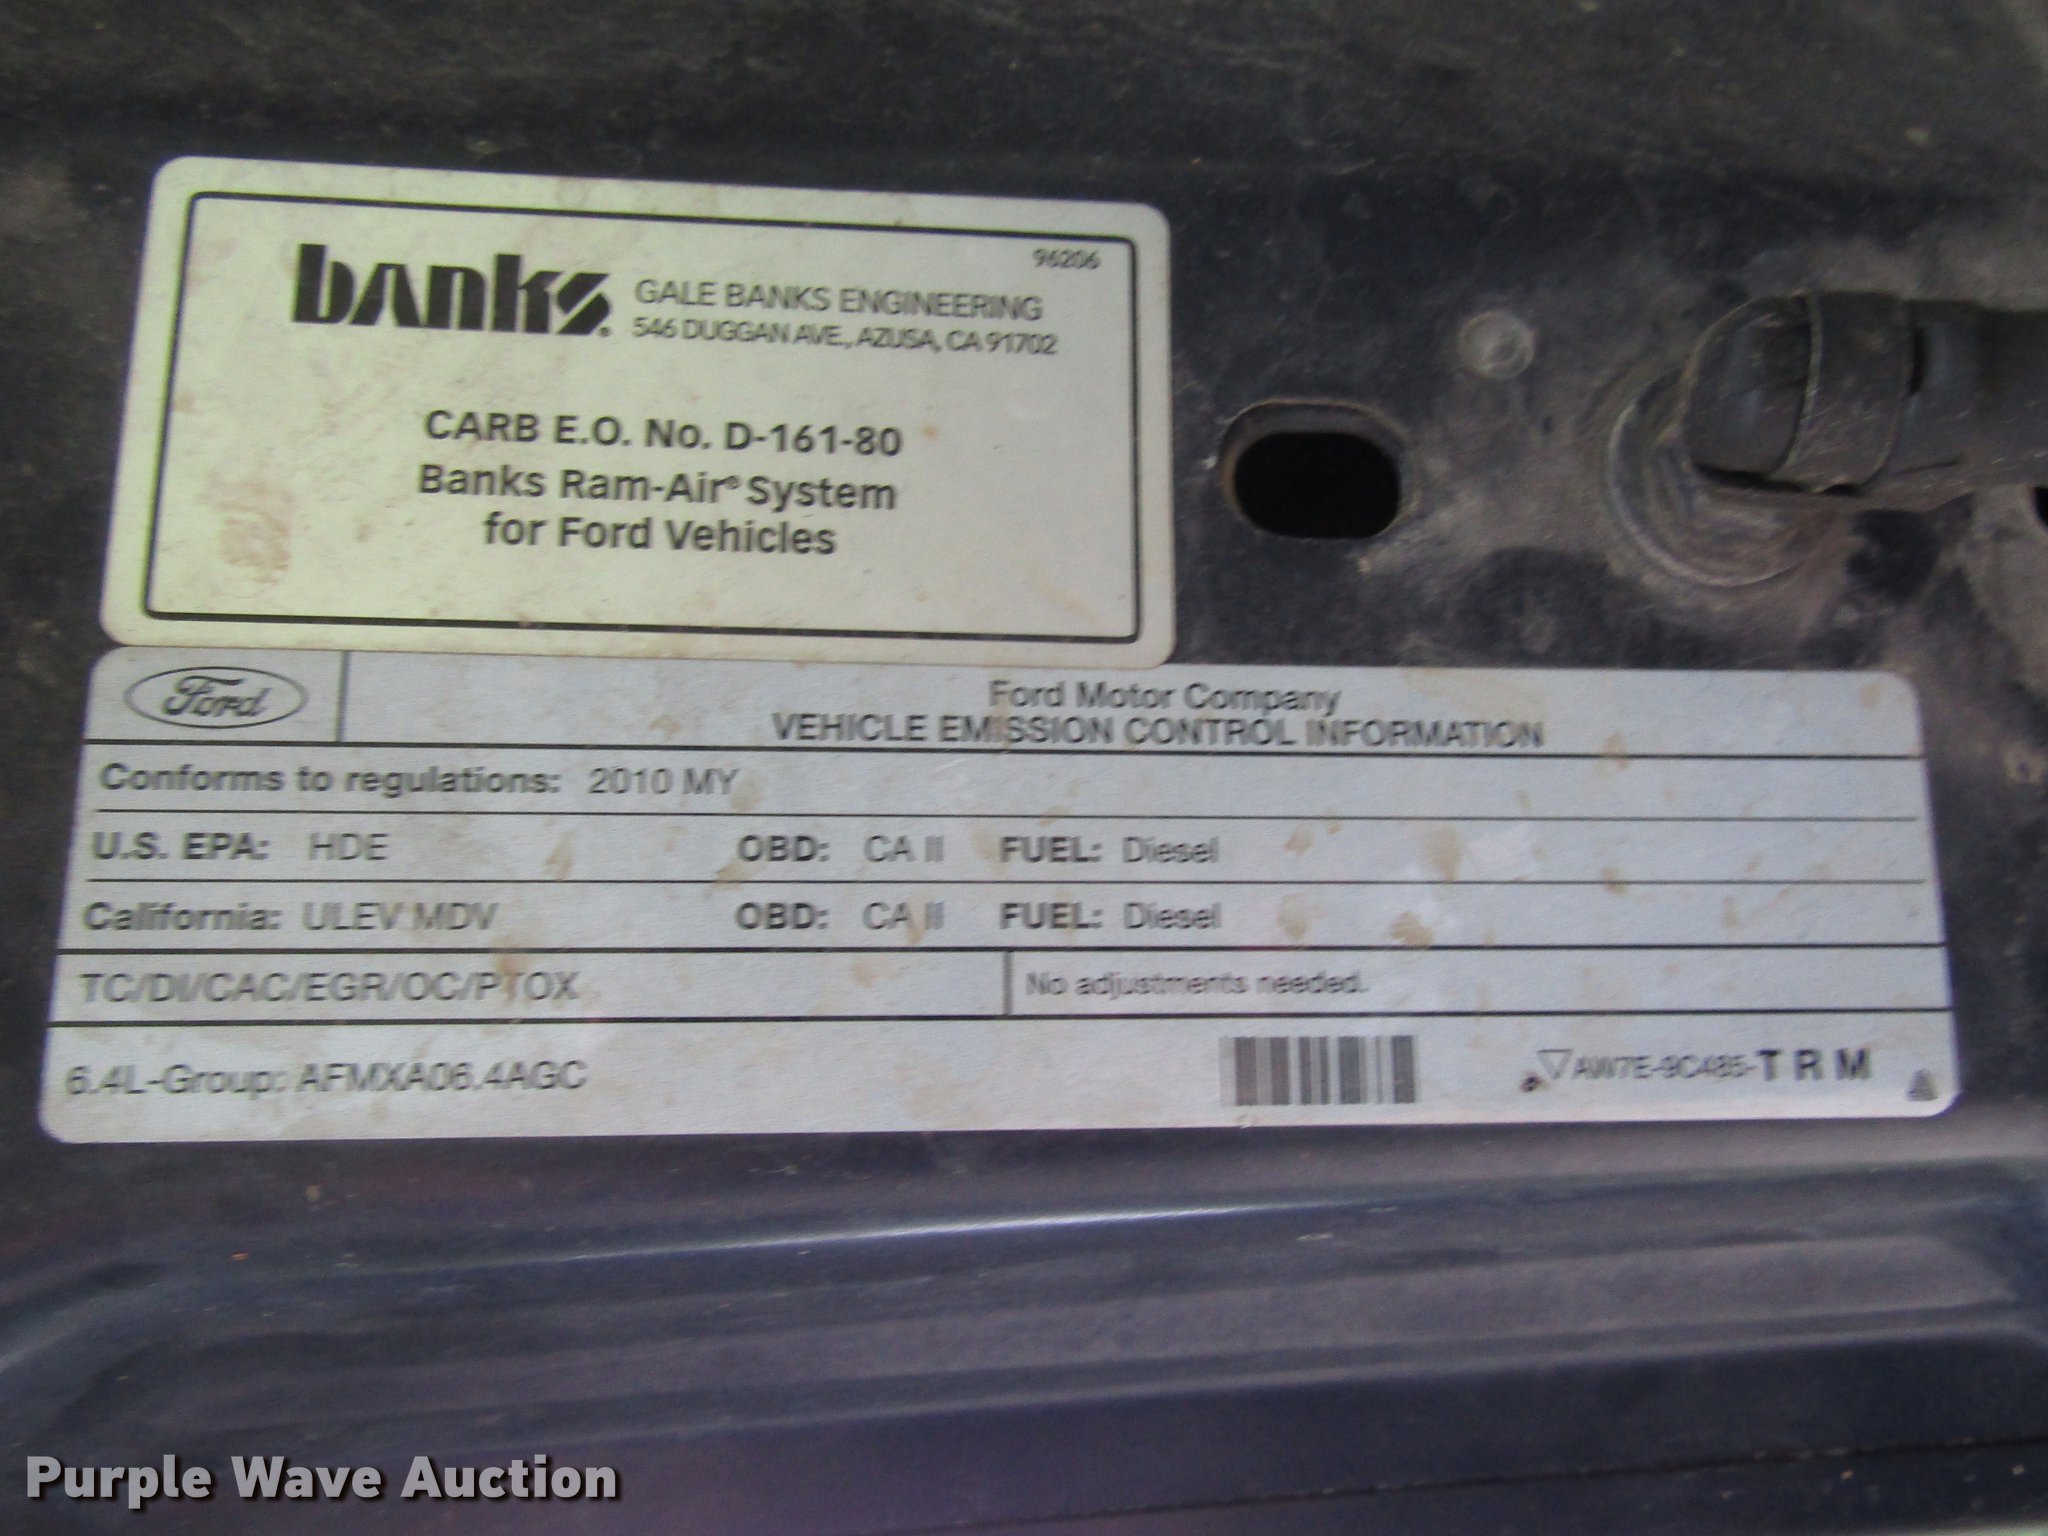 banks®
96206
GALE BANKS ENGINEERING
546 DUGGAN AVE., AZUSA, CA 91702
CARB E.O. No. D-161-80
Banks Ram-Air® System
for Ford Vehicles
Ford
Ford Motor Company
VEHICLE EMISSION CONTROL INFORMATION
Conforms to regulations: 2010 MY
U.S. EPA: HDE OBD: CA II FUEL: Diesel
California: ULEV MDV OBD: CA II FUEL: Diesel
TC/DI/CAC/EGR/OC/PTOX No adjustments needed.
6.4L-Group: AFMXA06.4AGC AW7E-9C485-TRM
Purple Wave Auction